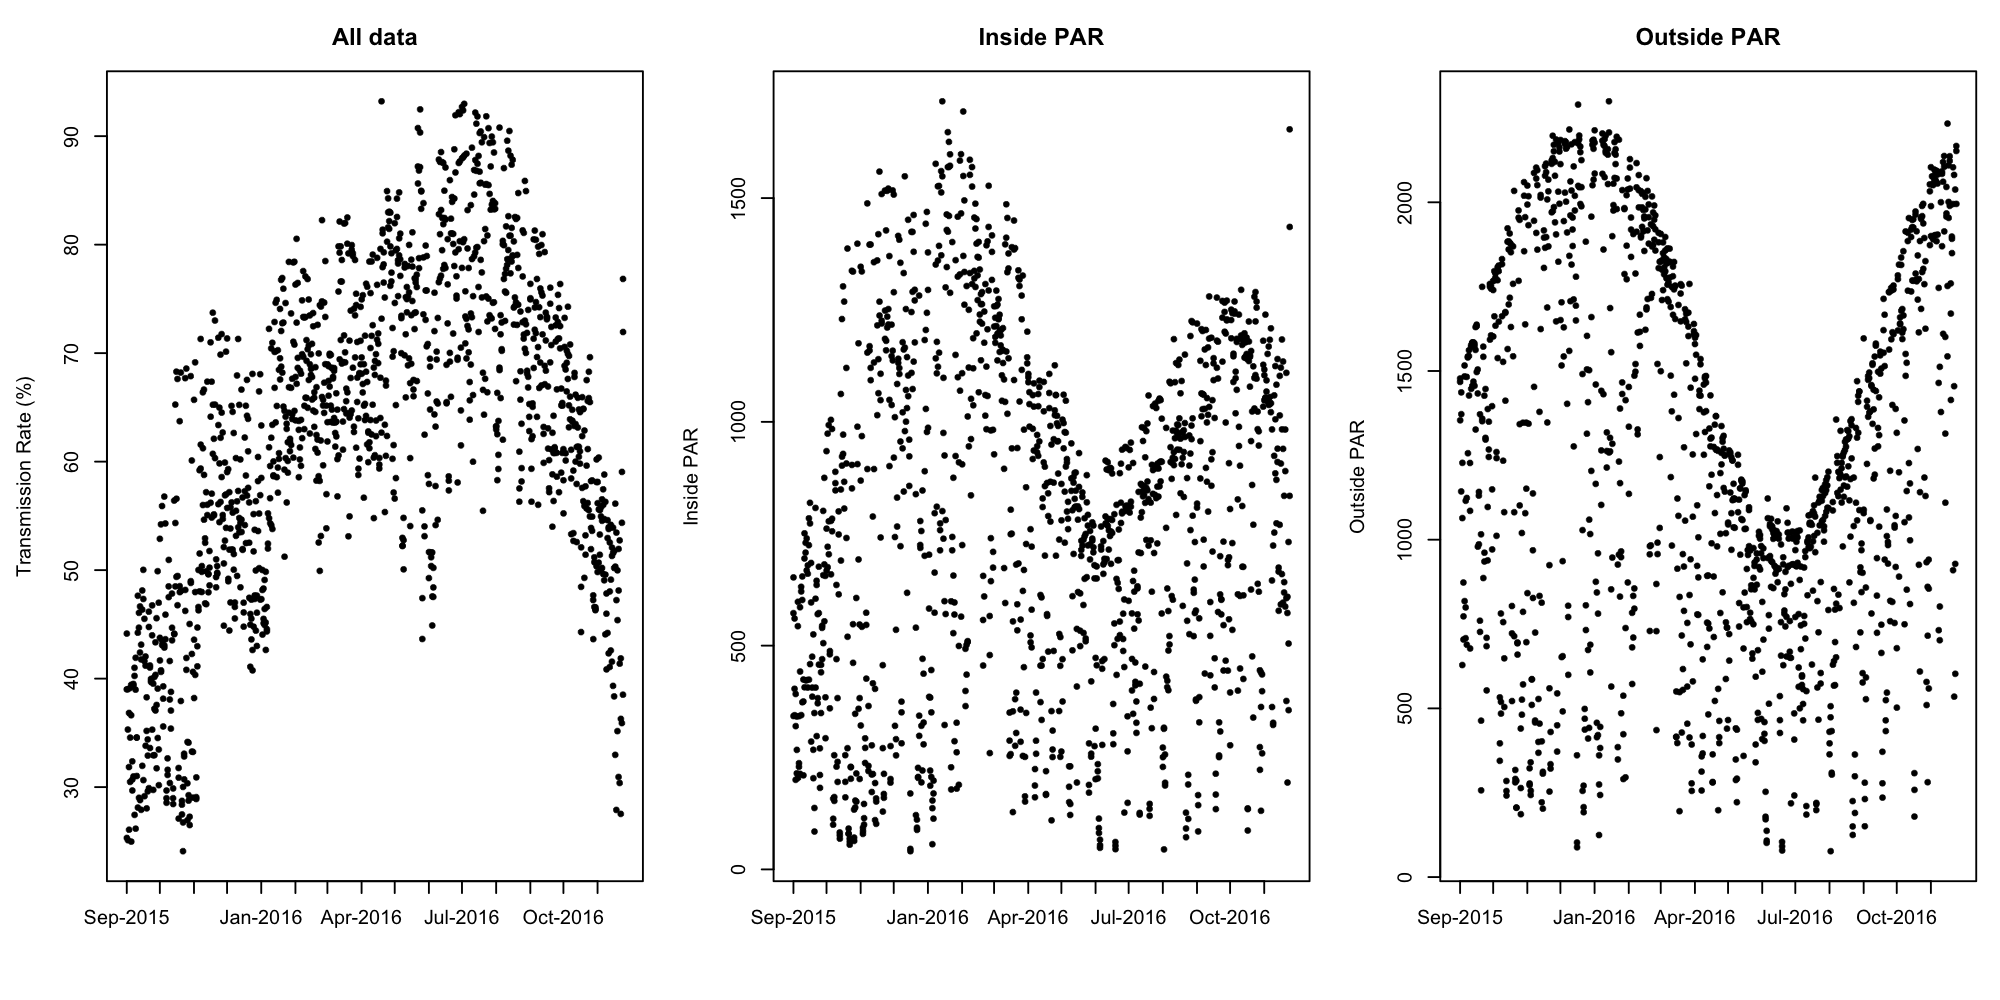 All data
Transmission Rate (%)
90
80
70
60
50
40
30
Sep-2015 Jan-2016 Apr-2016 Jul-2016 Oct-2016
Inside PAR
Inside PAR
1500
1000
500
0
Sep-2015 Jan-2016 Apr-2016 Jul-2016 Oct-2016
Outside PAR
Outside PAR
2000
1500
1000
500
0
Sep-2015 Jan-2016 Apr-2016 Jul-2016 Oct-2016